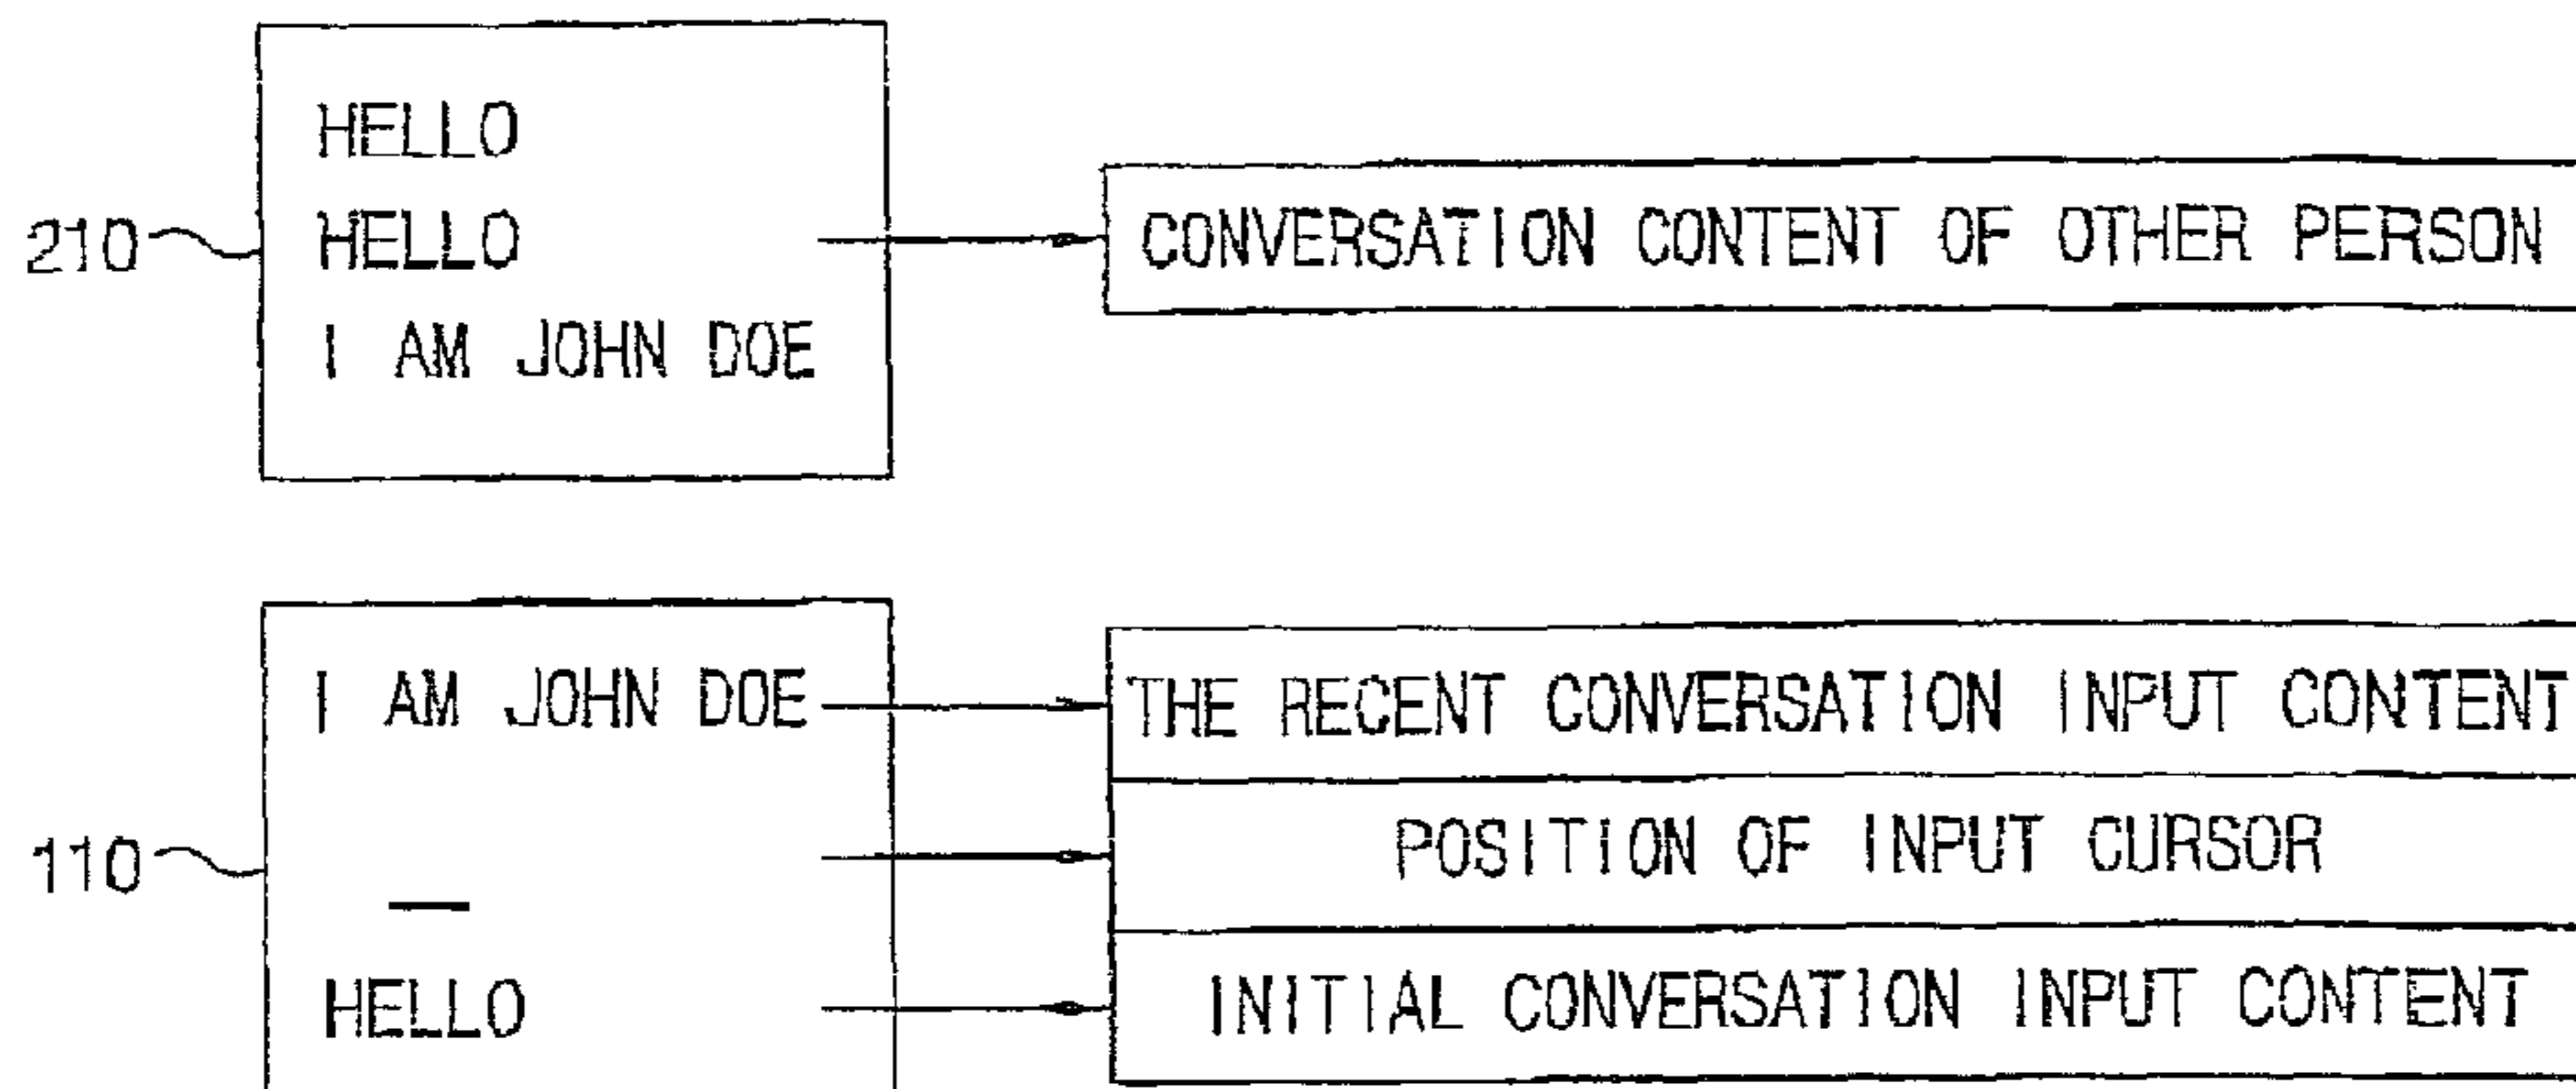 HELLO
210 HELLO CONVERSATION CONTENT OF OTHER PERSON
I AM JOHN DOE
I AM JOHN DOE THE RECENT CONVERSATION INPUT CONTENT
110 POSITION OF INPUT CURSOR
HELLO INITIAL CONVERSATION INPUT CONTENT